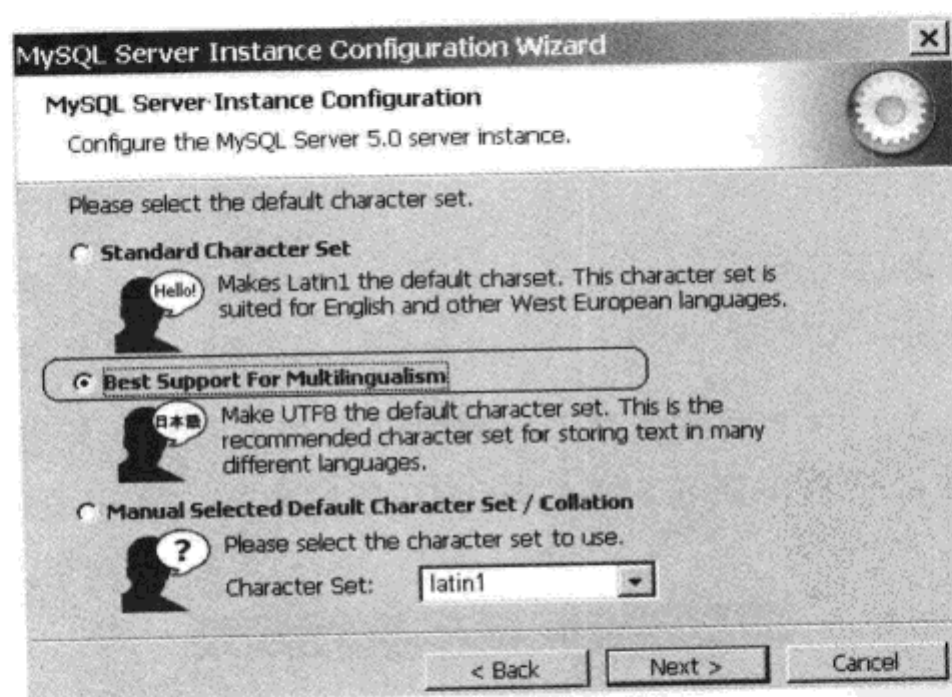 MySQL Server Instance Configuration Wizard
MySQL Server Instance Configuration
Configure the MySQL Server 5.0 server instance.
Please select the default character set.
Standard Character Set
Hello!
Makes Latin1 the default charset. This character set is
suited for English and other West European languages.
Best Support For Multilingualism
日本語
Make UTF8 the default character set. This is the
recommended character set for storing text in many
different languages.
Manual Selected Default Character Set / Collation
?
Please select the character set to use.
Character Set:
latin1
< Back
Next >
Cancel